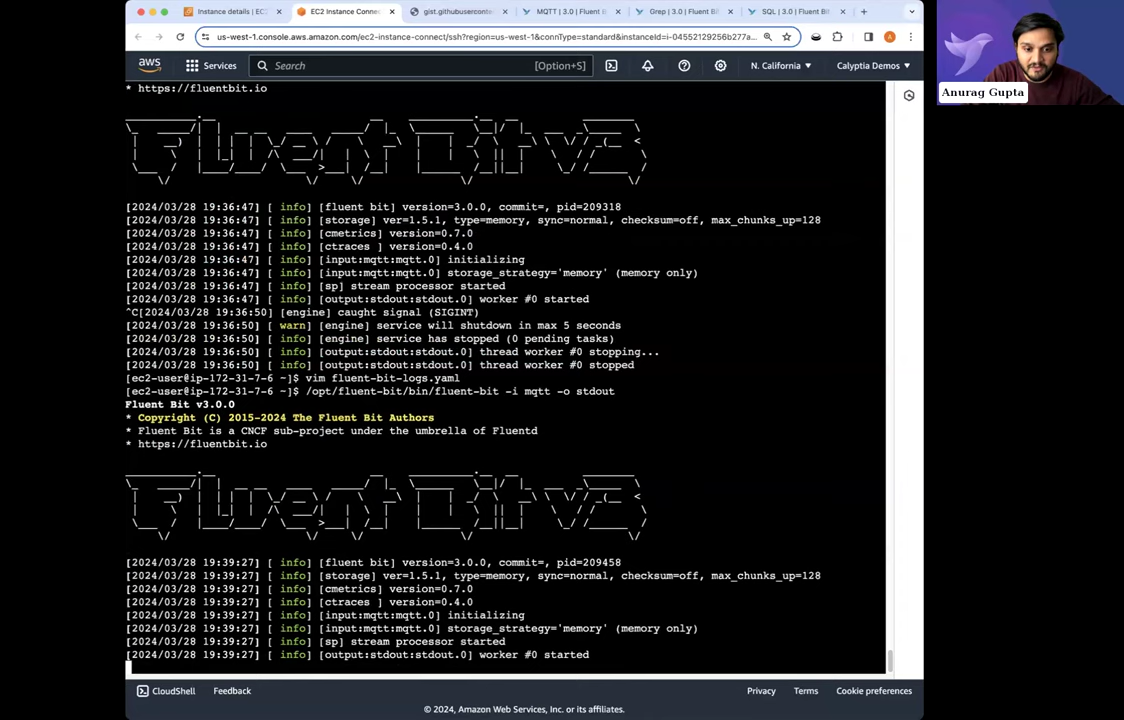 Instance details | EC2
EC2 Instance Connec
gist.githubuserconten
MQTT | 3.0 | Fluent B
Grep | 3.0 | Fluent Bi
SQL | 3.0 | Fluent Bit
us-west-1.console.aws.amazon.com/ec2-instance-connect/ssh?region=us-west-1&connType=standard&instanceId=i-04552129256b277a...
aws Services Search [Option+S] N. California Calyptia Demos
* https://fluentbit.io
Fluent Bit v3
[2024/03/28 19:36:47] [ info] [fluent bit] version=3.0.0, commit=, pid=209318
[2024/03/28 19:36:47] [ info] [storage] ver=1.5.1, type=memory, sync=normal, checksum=off, max_chunks_up=128
[2024/03/28 19:36:47] [ info] [cmetrics] version=0.7.0
[2024/03/28 19:36:47] [ info] [ctraces ] version=0.4.0
[2024/03/28 19:36:47] [ info] [input:mqtt:mqtt.0] initializing
[2024/03/28 19:36:47] [ info] [input:mqtt:mqtt.0] storage_strategy='memory' (memory only)
[2024/03/28 19:36:47] [ info] [sp] stream processor started
[2024/03/28 19:36:47] [ info] [output:stdout:stdout.0] worker #0 started
^C[2024/03/28 19:36:50] [engine] caught signal (SIGINT)
[2024/03/28 19:36:50] [ warn] [engine] service will shutdown in max 5 seconds
[2024/03/28 19:36:50] [ info] [engine] service has stopped (0 pending tasks)
[2024/03/28 19:36:50] [ info] [output:stdout:stdout.0] thread worker #0 stopping...
[2024/03/28 19:36:50] [ info] [output:stdout:stdout.0] thread worker #0 stopped
[ec2-user@ip-172-31-7-6 ~]$ vim fluent-bit-logs.yaml
[ec2-user@ip-172-31-7-6 ~]$ /opt/fluent-bit/bin/fluent-bit -i mqtt -o stdout
Fluent Bit v3.0.0
* Copyright (C) 2015-2024 The Fluent Bit Authors
* Fluent Bit is a CNCF sub-project under the umbrella of Fluentd
* https://fluentbit.io
Fluent Bit v3
[2024/03/28 19:39:27] [ info] [fluent bit] version=3.0.0, commit=, pid=209458
[2024/03/28 19:39:27] [ info] [storage] ver=1.5.1, type=memory, sync=normal, checksum=off, max_chunks_up=128
[2024/03/28 19:39:27] [ info] [cmetrics] version=0.7.0
[2024/03/28 19:39:27] [ info] [ctraces ] version=0.4.0
[2024/03/28 19:39:27] [ info] [input:mqtt:mqtt.0] initializing
[2024/03/28 19:39:27] [ info] [input:mqtt:mqtt.0] storage_strategy='memory' (memory only)
[2024/03/28 19:39:27] [ info] [sp] stream processor started
[2024/03/28 19:39:27] [ info] [output:stdout:stdout.0] worker #0 started
CloudShell Feedback Privacy Terms Cookie preferences
© 2024, Amazon Web Services, Inc. or its affiliates.
Anurag Gupta